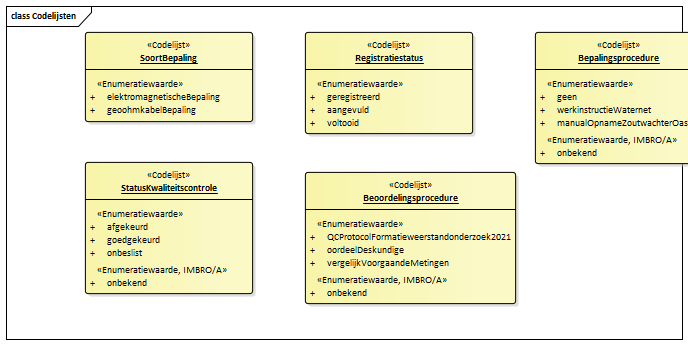 class Codelijsten
«Codelijst»
SoortBepaling
«Enumeratiewaarde»
+ elektromagnetischeBepaling
+ geoohmkabelBepaling
«Codelijst»
Registratiestatus
«Enumeratiewaarde»
+ geregistreerd
+ aangevuld
+ voltooid
«Codelijst»
Bepalingsprocedure
«Enumeratiewaarde»
+ geen
+ werkinstructieWaternet
+ manualOpnameZoutwachterOas
«Enumeratiewaarde, IMBRO/A»
+ onbekend
«Codelijst»
StatusKwaliteitscontrole
«Enumeratiewaarde»
+ afgekeurd
+ goedgekeurd
+ onbeslist
«Enumeratiewaarde, IMBRO/A»
+ onbekend
«Codelijst»
Beoordelingsprocedure
«Enumeratiewaarde»
+ QCProtocolFormatieweerstandonderzoek2021
+ oordeelDeskundige
+ vergelijkVoorgaandeMetingen
«Enumeratiewaarde, IMBRO/A»
+ onbekend